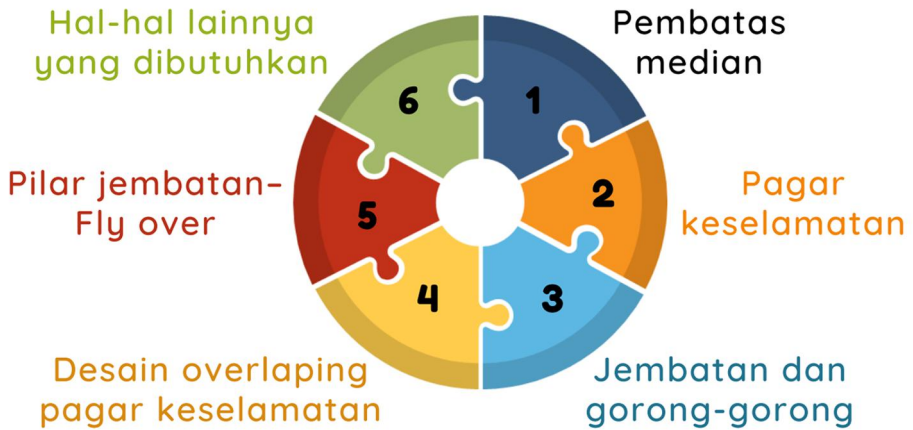 Hal-hal lainnya
yang dibutuhkan
Pembatas
median
6
1
Pilar jembatan–
Fly over
5
2
Pagar
keselamatan
4
3
Desain overlaping
pagar keselamatan
Jembatan dan
gorong-gorong